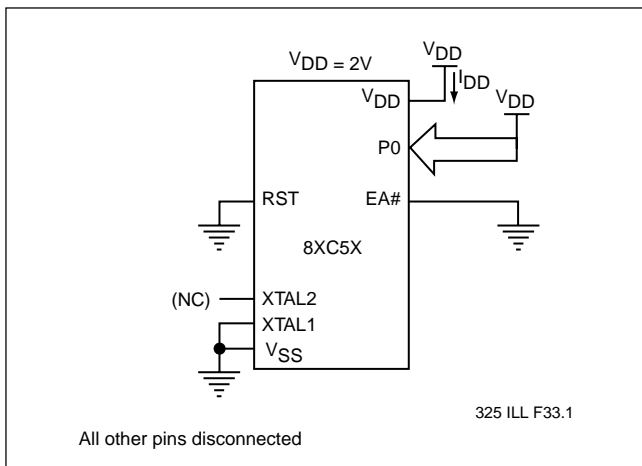 VDD = 2V
VDD
IDD
VDD
VDD
P0
RST
EA#
8XC5X
(NC)
XTAL2
XTAL1
VSS
325 ILL F33.1
All other pins disconnected